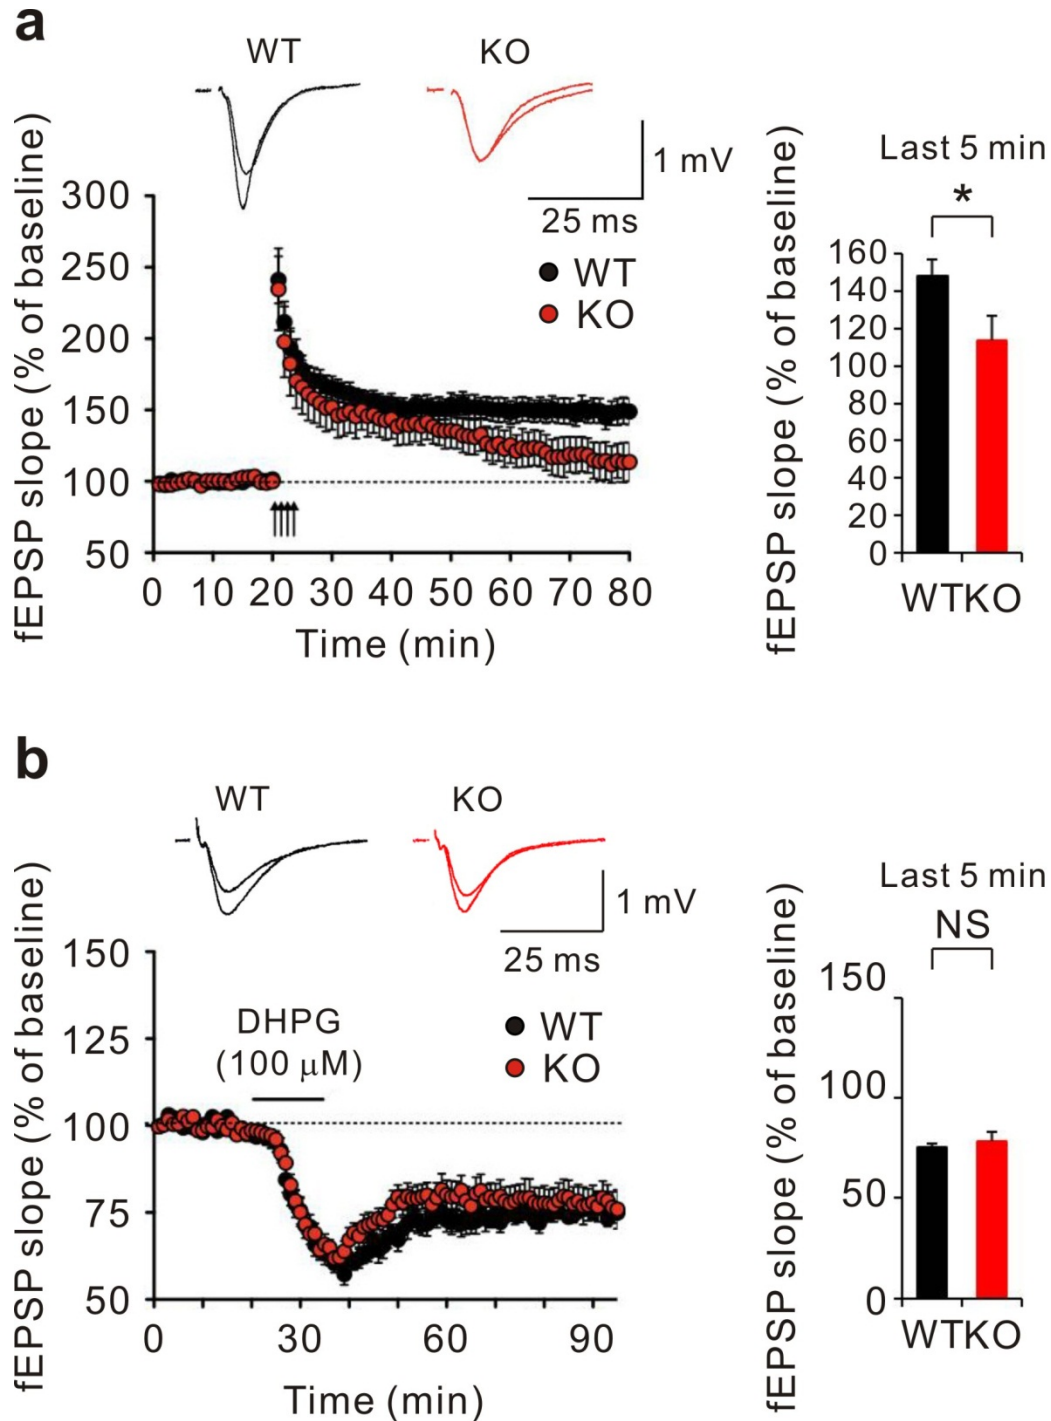 a
WT
KO
1 mV
25 ms
fEPSP slope (% of baseline)
300
250
200
150
100
50
WT
KO
0 10 20 30 40 50 60 70 80
Time (min)
Last 5 min
*
fEPSP slope (% of baseline)
160
140
120
100
80
60
40
20
0
WTKO
b
WT
KO
1 mV
25 ms
fEPSP slope (% of baseline)
150
125
100
75
50
DHPG
(100 μM)
WT
KO
0 30 60 90
Time (min)
Last 5 min
NS
fEPSP slope (% of baseline)
150
100
50
0
WTKO